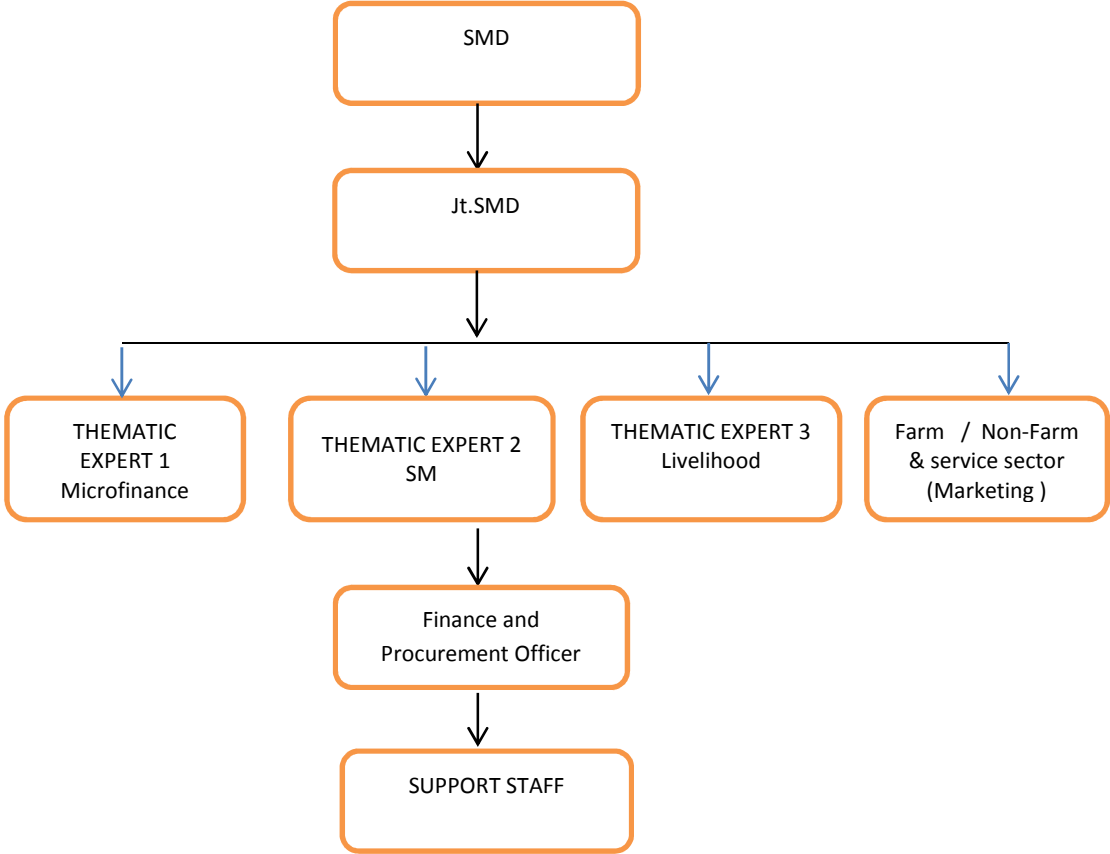 SMD
Jt.SMD
THEMATIC
EXPERT 1
Microfinance
THEMATIC EXPERT 2
SM
THEMATIC EXPERT 3
Livelihood
Farm / Non-Farm
& service sector
(Marketing )
Finance and
Procurement Officer
SUPPORT STAFF